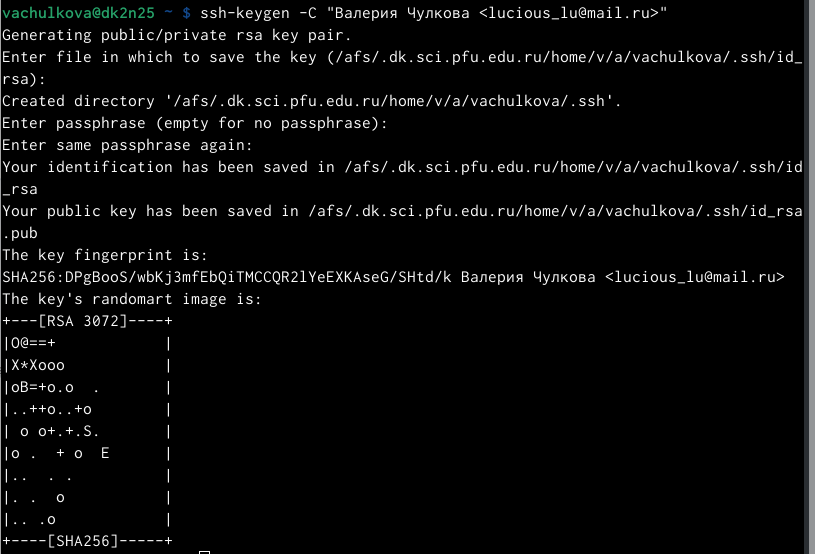 vachulkova@dk2n25 ~ $ ssh-keygen -C "Валерия Чулкова <lucious_lu@mail.ru>"
Generating public/private rsa key pair.
Enter file in which to save the key (/afs/.dk.sci.pfu.edu.ru/home/v/a/vachulkova/.ssh/id_
rsa):
Created directory '/afs/.dk.sci.pfu.edu.ru/home/v/a/vachulkova/.ssh'.
Enter passphrase (empty for no passphrase):
Enter same passphrase again:
Your identification has been saved in /afs/.dk.sci.pfu.edu.ru/home/v/a/vachulkova/.ssh/id
_rsa
Your public key has been saved in /afs/.dk.sci.pfu.edu.ru/home/v/a/vachulkova/.ssh/id_rsa
.pub
The key fingerprint is:
SHA256:DPgBooS/wbKj3mfEbQiTMCCQR2lYeEXKAseG/SHtd/k Валерия Чулкова <lucious_lu@mail.ru>
The key's randomart image is:
+---[RSA 3072]----+
|O@==+            |
|X*Xooo           |
|oB=+o.o  .       |
|..++o..+o        |
| o o+.+.S.       |
|o .  + o  E      |
|..  . .          |
|. .  o           |
|.. .o            |
+----[SHA256]-----+